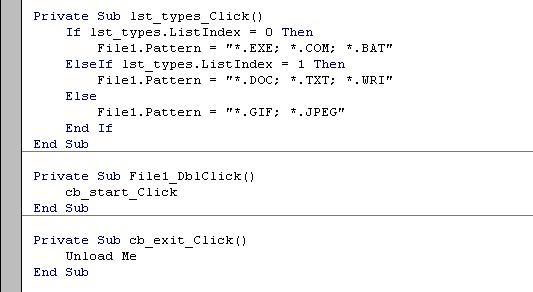 Private Sub lst_types_Click()
If lst_types.ListIndex = 0 Then
File1.Pattern = "*.EXE; *.COM; *.BAT"
ElseIf lst_types.ListIndex = 1 Then
File1.Pattern = "*.DOC; *.TXT; *.WRI"
Else
File1.Pattern = "*.GIF; *.JPEG"
End If
End Sub
Private Sub File1_DblClick()
cb_start_Click
End Sub
Private Sub cb_exit_Click()
Unload Me
End Sub